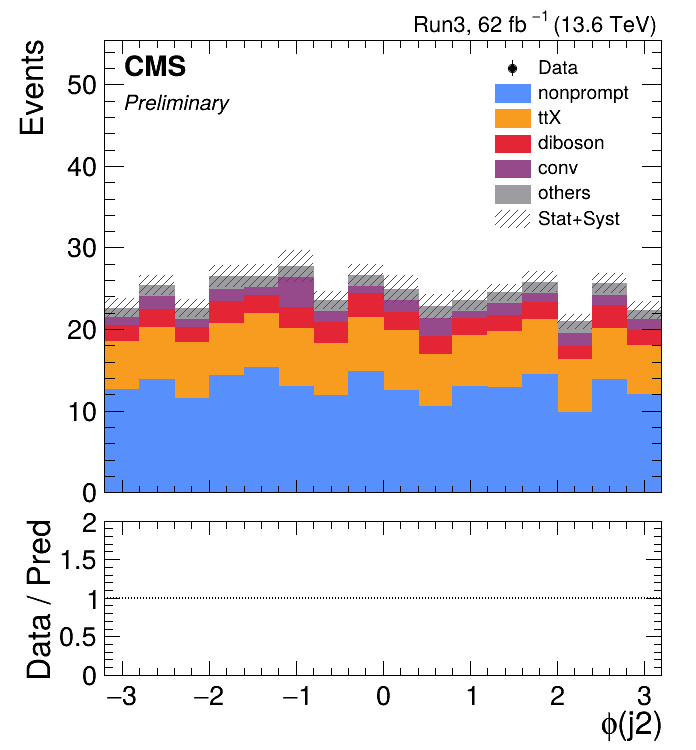 Run3, 62 fb⁻¹ (13.6 TeV)
CMS
Preliminary
Data
nonprompt
ttX
diboson
conv
others
Stat+Syst
Events
50
40
30
20
10
0
Data / Pred
2
1.5
1
0.5
0
−3 −2 −1 0 1 2 3
ϕ(j2)